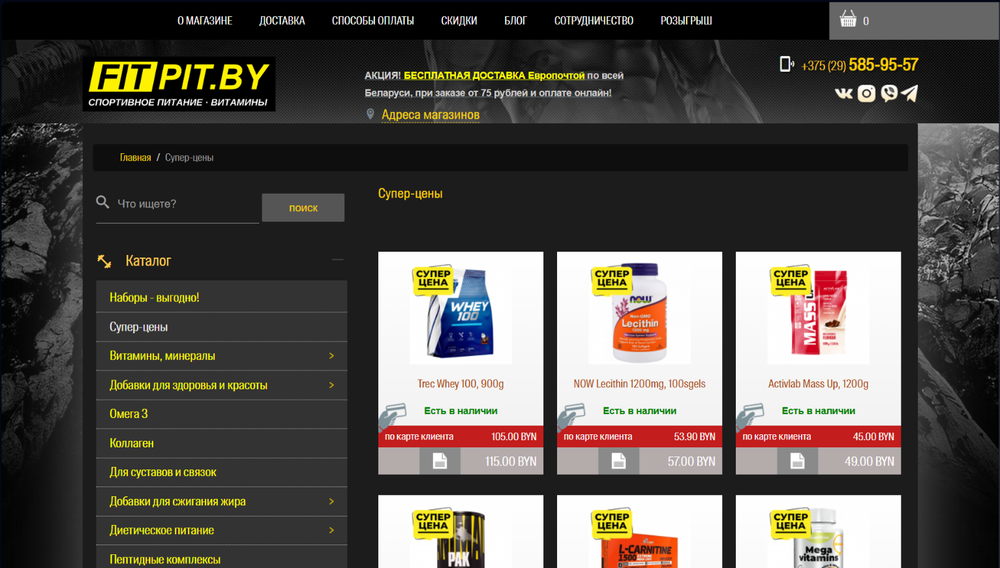 О МАГАЗИНЕ ДОСТАВКА СПОСОБЫ ОПЛАТЫ СКИДКИ БЛОГ СОТРУДНИЧЕСТВО РОЗЫГРЫШ 0
FITPIT.BY
СПОРТИВНОЕ ПИТАНИЕ · ВИТАМИНЫ
АКЦИЯ! БЕСПЛАТНАЯ ДОСТАВКА Европочтой по всей
Беларуси, при заказе от 75 рублей и оплате онлайн!
Адреса магазинов
+375 (29) 585-95-57
Главная / Супер-цены
Что ищете? ПОИСК
Каталог
Наборы - выгодно!
Супер-цены
Витамины, минералы
Добавки для здоровья и красоты
Омега 3
Коллаген
Для суставов и связок
Добавки для сжигания жира
Диетическое питание
Пептидные комплексы
Супер-цены
СУПЕР
ЦЕНА
WHEY
100
Trec Whey 100, 900g
Есть в наличии
по карте клиента 105.00 BYN
115.00 BYN
СУПЕР
ЦЕНА
NOW
Non-GMO
Lecithin
1200 mg
NOW Lecithin 1200mg, 100sgels
Есть в наличии
по карте клиента 53.90 BYN
57.00 BYN
СУПЕР
ЦЕНА
ACTIVLAB
MASS UP
Activlab Mass Up, 1200g
Есть в наличии
по карте клиента 45.00 BYN
49.00 BYN
СУПЕР
ЦЕНА
PAK
СУПЕР
ЦЕНА
L-CARNITINE
1500 EXTREME
СУПЕР
ЦЕНА
Mega
vitamins